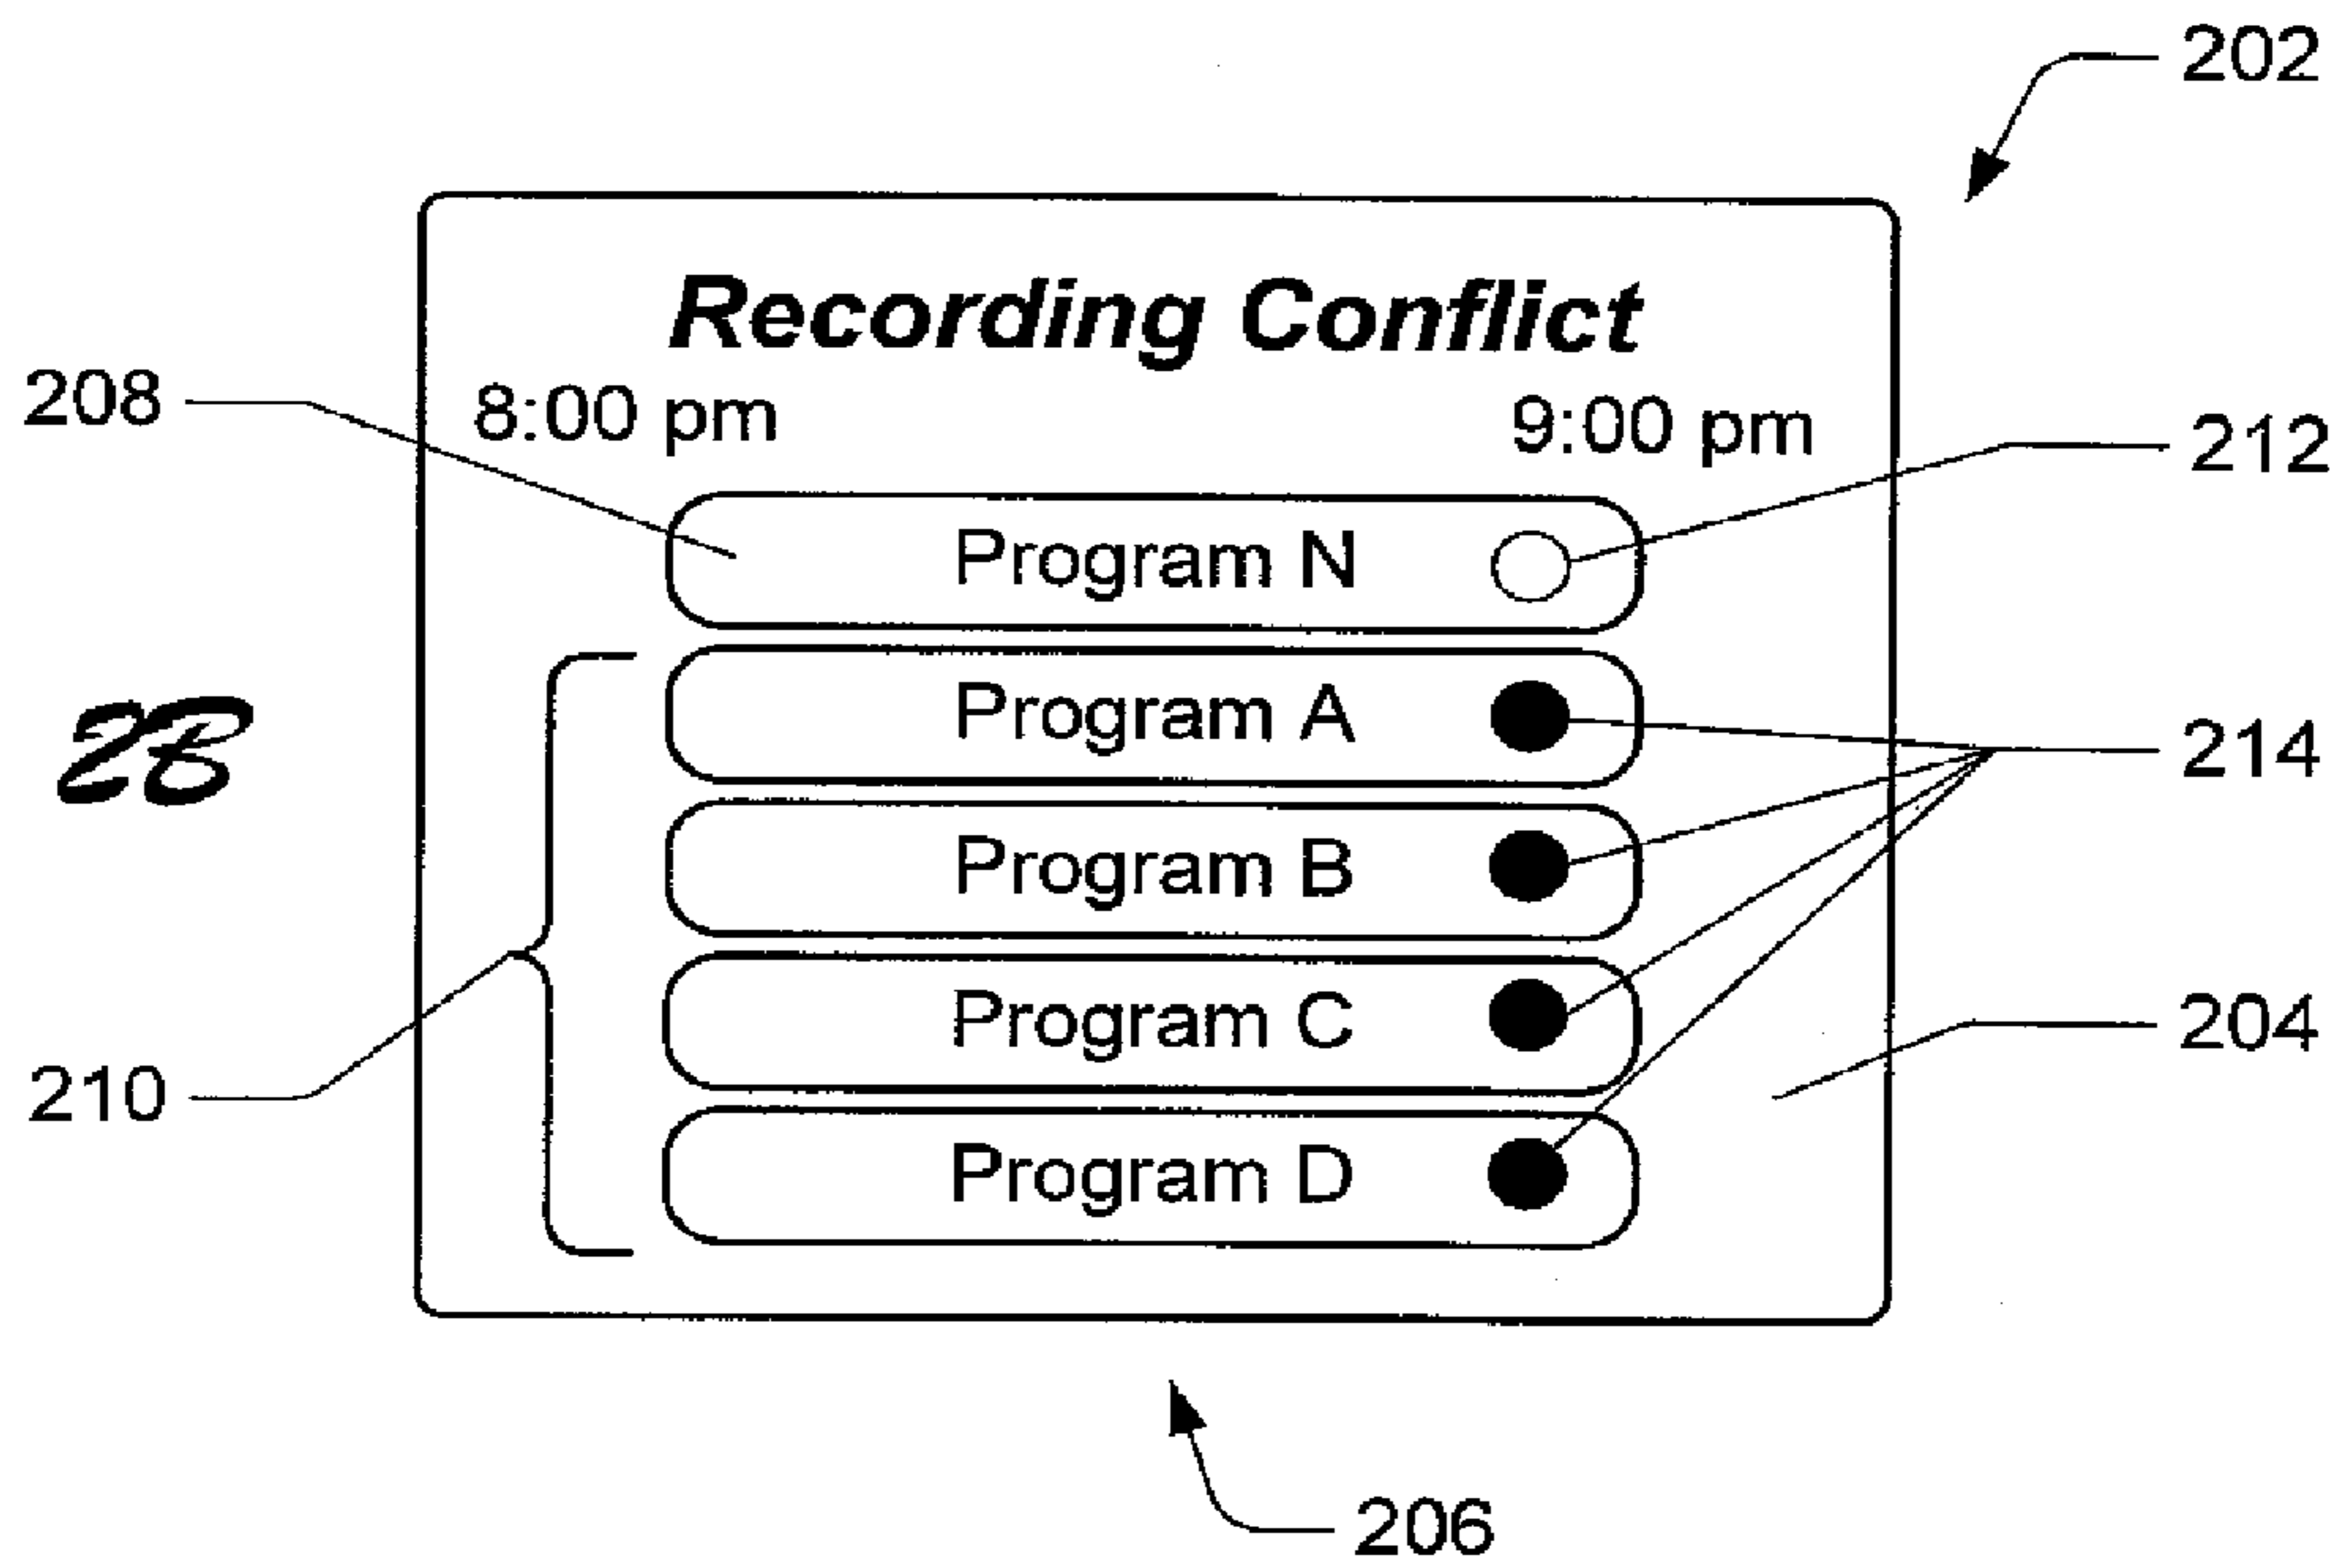 202
Recording Conflict
208
8:00 pm
9:00 pm
212
Program N
2B
Program A
214
Program B
Program C
204
210
Program D
206